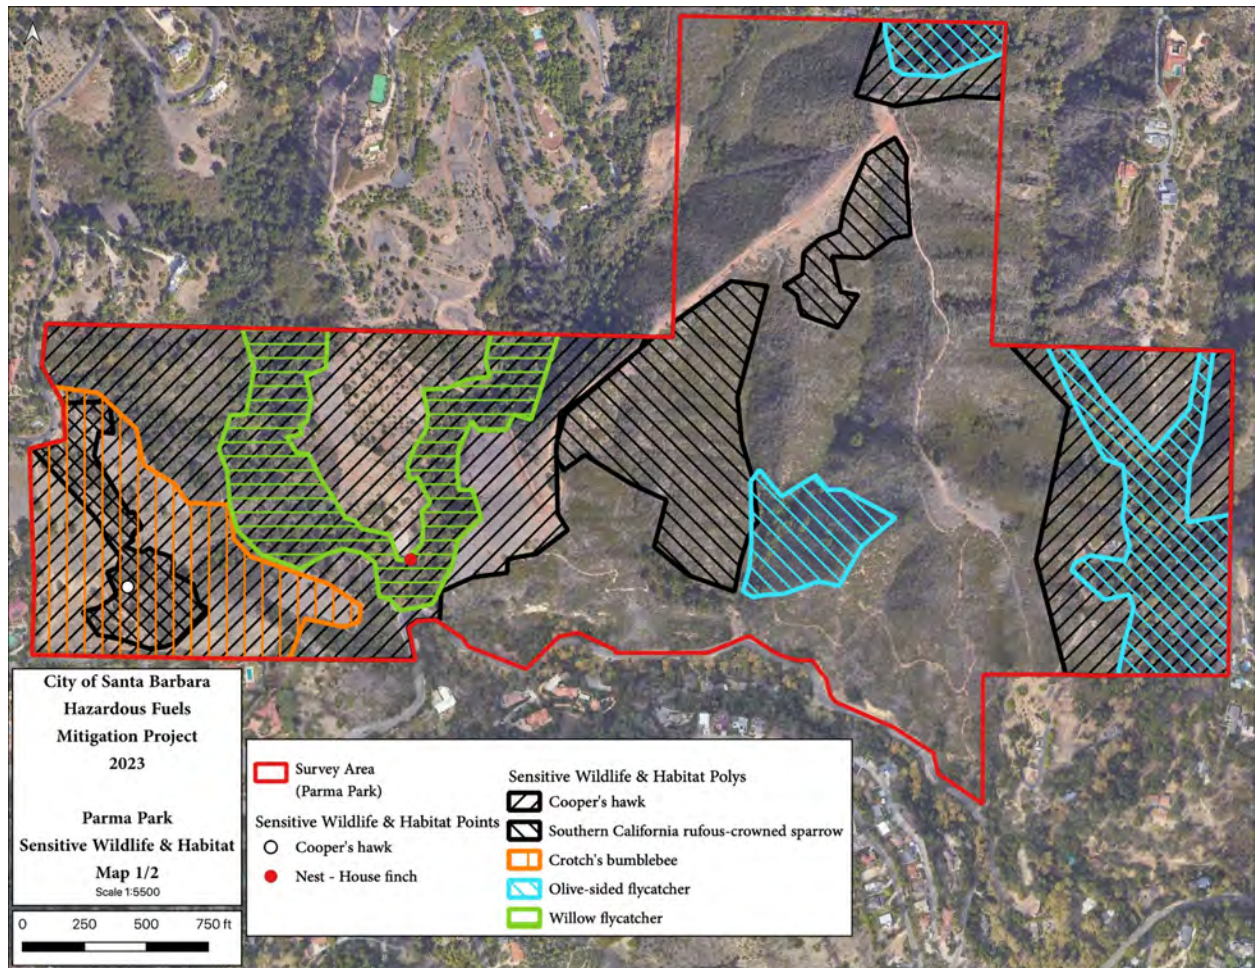 City of Santa Barbara
Hazardous Fuels
Mitigation Project
2023
Parma Park
Sensitive Wildlife & Habitat
Map 1/2
Scale 1:5500
0 250 500 750 ft
Survey Area
(Parma Park)
Sensitive Wildlife & Habitat Points
Cooper's hawk
Nest - House finch
Sensitive Wildlife & Habitat Polys
Cooper's hawk
Southern California rufous-crowned sparrow
Crotch's bumblebee
Olive-sided flycatcher
Willow flycatcher